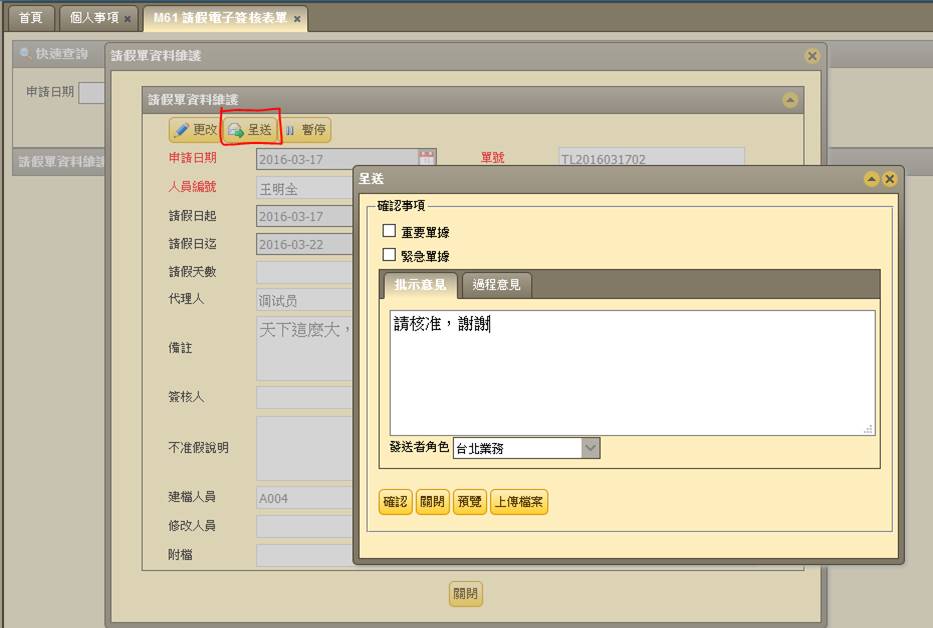 首頁
個人事項
M61 請假電子簽核表單
快速查詢
請假單資料維護
申請日期
請假單資料維護
更改
呈送
暫停
申請日期
2016-03-17
單號
TL2016031702
請假單資料維護
人員編號
王明全
呈送
請假日起
2016-03-17
確認事項
重要單據
請假日迄
2016-03-22
緊急單據
請假天數
批示意見
過程意見
代理人
调试员
請核准，謝謝
備註
天下這麼大，
簽核人
不准假說明
發送者角色
台北業務
建檔人員
A004
確認
關閉
預覽
上傳檔案
修改人員
附檔
關閉